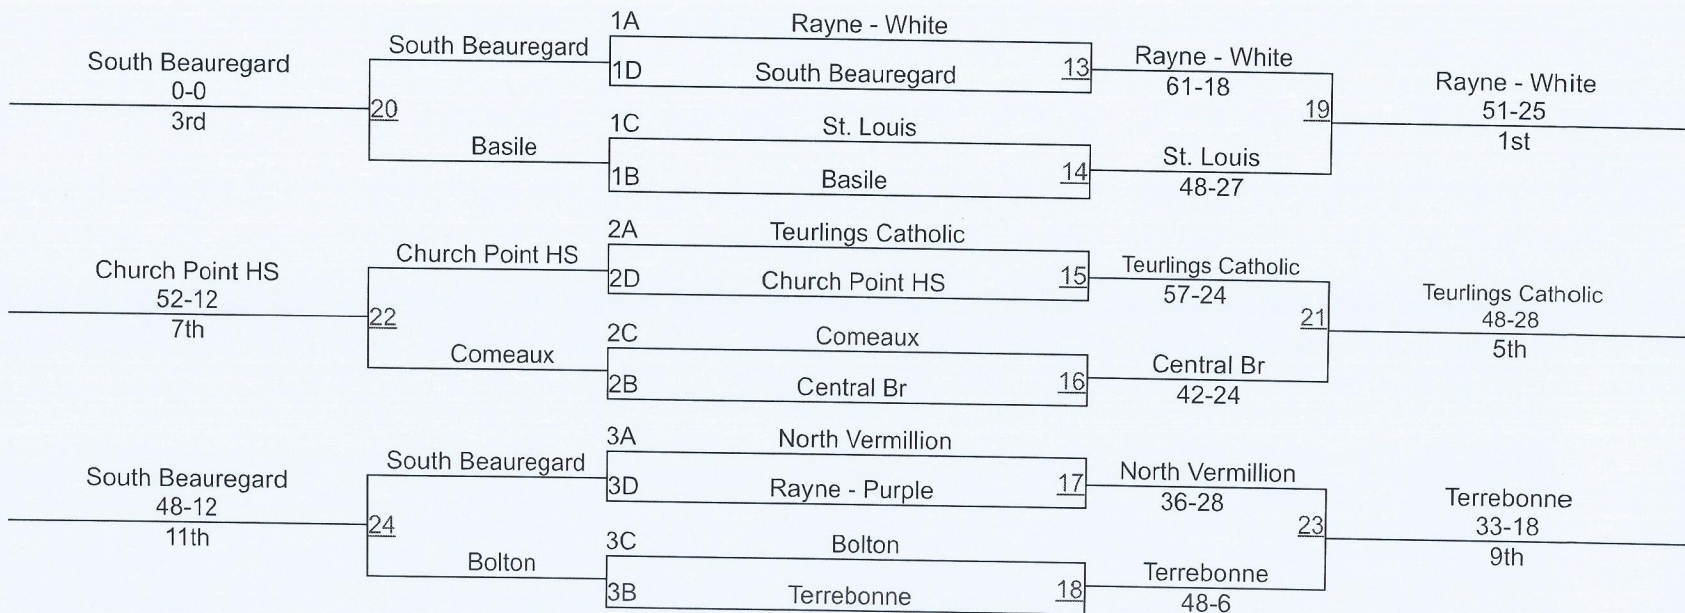 1A Rayne - White
South Beauregard
1D South Beauregard 13
Rayne - White
61-18
South Beauregard
0-0
3rd
20
19
Rayne - White
51-25
1st
1C St. Louis
Basile
1B Basile 14
St. Louis
48-27
2A Teurlings Catholic
Church Point HS
2D Church Point HS 15
Teurlings Catholic
57-24
Church Point HS
52-12
7th
22
21
Teurlings Catholic
48-28
5th
2C Comeaux
Comeaux
2B Central Br 16
Central Br
42-24
3A North Vermillion
South Beauregard
3D Rayne - Purple 17
North Vermillion
36-28
South Beauregard
48-12
11th
24
23
Terrebonne
33-18
9th
3C Bolton
Bolton
3B Terrebonne 18
Terrebonne
48-6